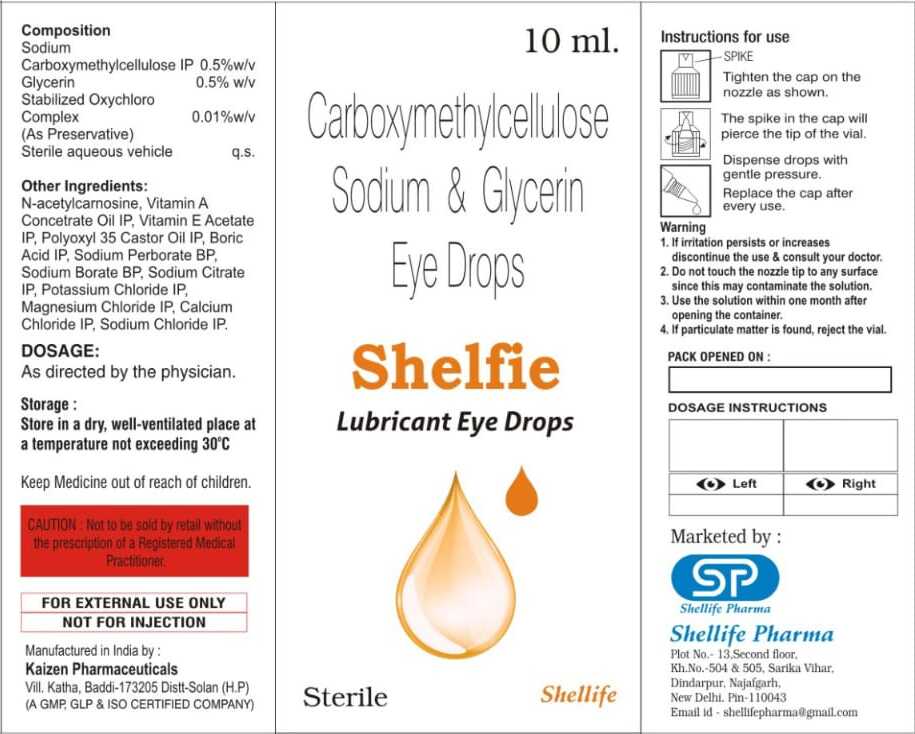 Composition
Sodium
Carboxymethylcellulose IP 0.5%w/v
Glycerin 0.5% w/v
Stabilized Oxychloro
Complex 0.01%w/v
(As Preservative)
Sterile aqueous vehicle q.s.
Other Ingredients:
N-acetylcarnosine, Vitamin A
Concetrate Oil IP, Vitamin E Acetate
IP, Polyoxyl 35 Castor Oil IP, Boric
Acid IP, Sodium Perborate BP,
Sodium Borate BP, Sodium Citrate
IP, Potassium Chloride IP,
Magnesium Chloride IP, Calcium
Chloride IP, Sodium Chloride IP.
DOSAGE:
As directed by the physician.
Storage :
Store in a dry, well-ventilated place at
a temperature not exceeding 30°C
Keep Medicine out of reach of children.
CAUTION : Not to be sold by retail without
the prescription of a Registered Medical
Practitioner.
FOR EXTERNAL USE ONLY
NOT FOR INJECTION
Manufactured in India by :
Kaizen Pharmaceuticals
Vill. Katha, Baddi-173205 Distt-Solan (H.P)
(A GMP, GLP & ISO CERTIFIED COMPANY)
10 ml.
Carboxymethylcellulose
Sodium & Glycerin
Eye Drops
Shelfie
Lubricant Eye Drops
Sterile
Shellife
Instructions for use
SPIKE
Tighten the cap on the
nozzle as shown.
The spike in the cap will
pierce the tip of the vial.
Dispense drops with
gentle pressure.
Replace the cap after
every use.
Warning
1. If irritation persists or increases
discontinue the use & consult your doctor.
2. Do not touch the nozzle tip to any surface
since this may contaminate the solution.
3. Use the solution within one month after
opening the container.
4. If particulate matter is found, reject the vial.
PACK OPENED ON :
DOSAGE INSTRUCTIONS
Left
Right
Marketed by :
SP
Shellife Pharma
Shellife Pharma
Plot No.- 13,Second floor,
Kh.No.-504 & 505, Sarika Vihar,
Dindarpur, Najafgarh,
New Delhi. Pin-110043
Email id - shellifepharma@gmail.com